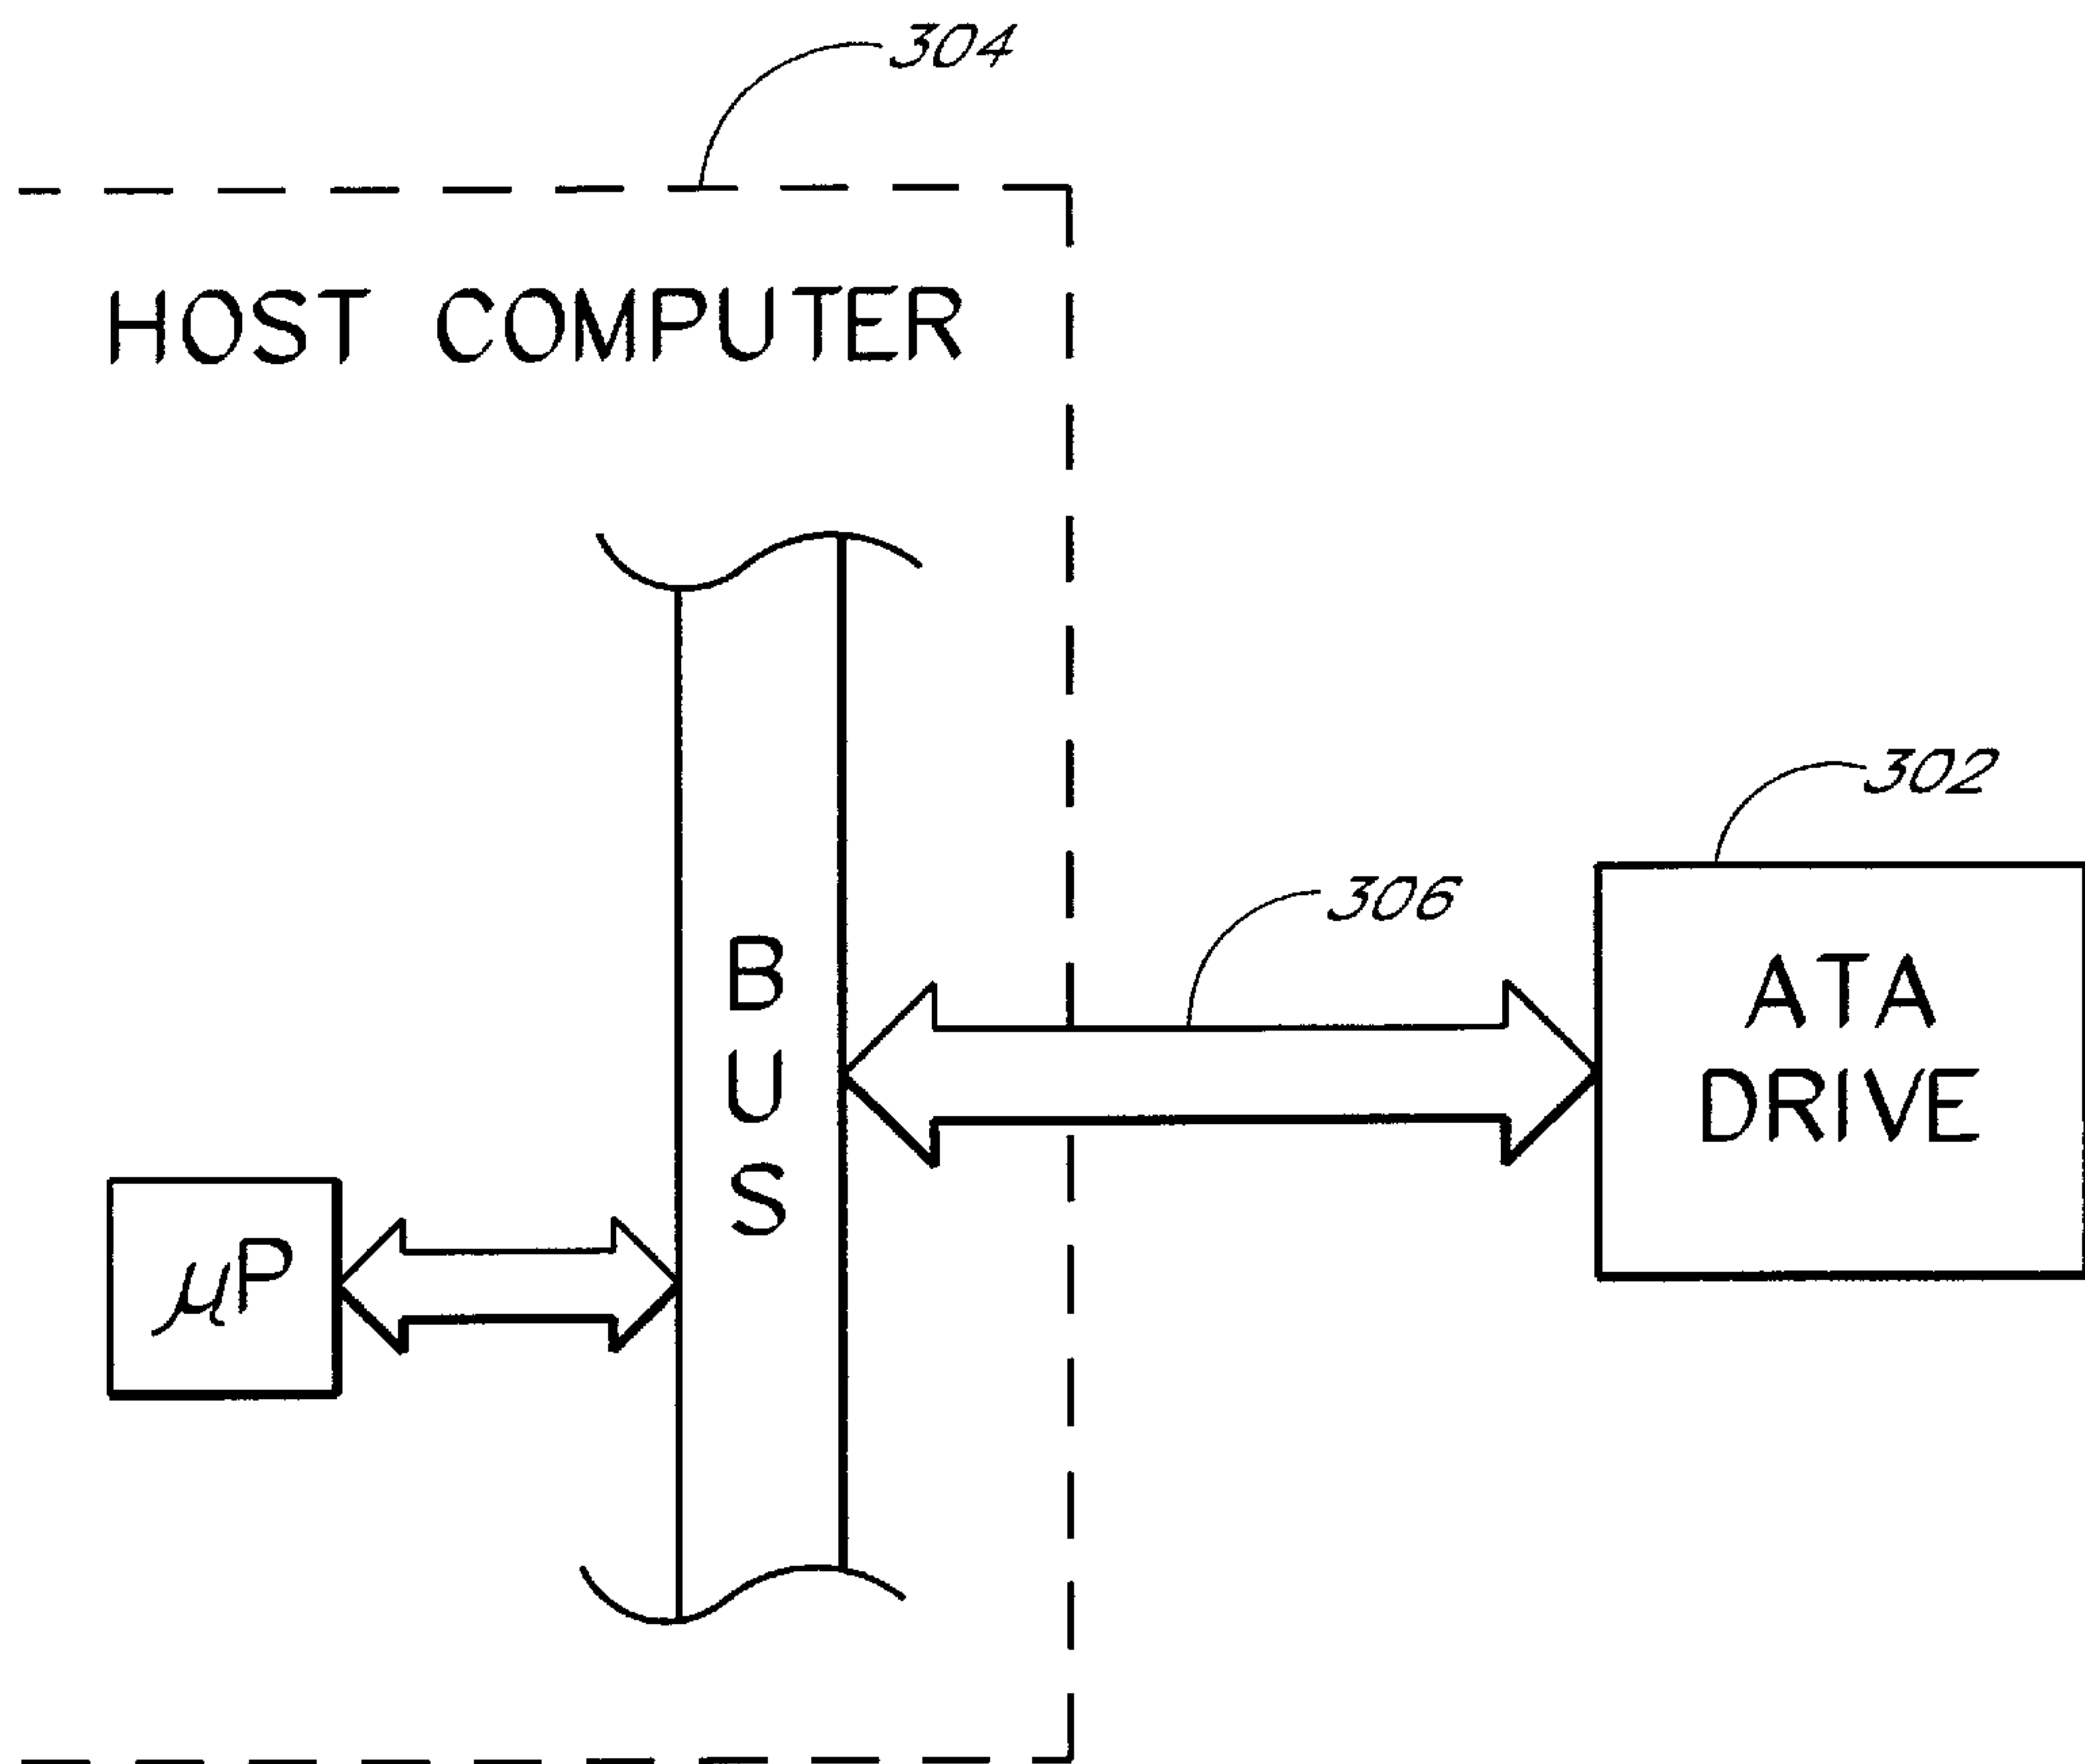 304
HOST COMPUTER
302
306
B
U
S
ATA
DRIVE
µP